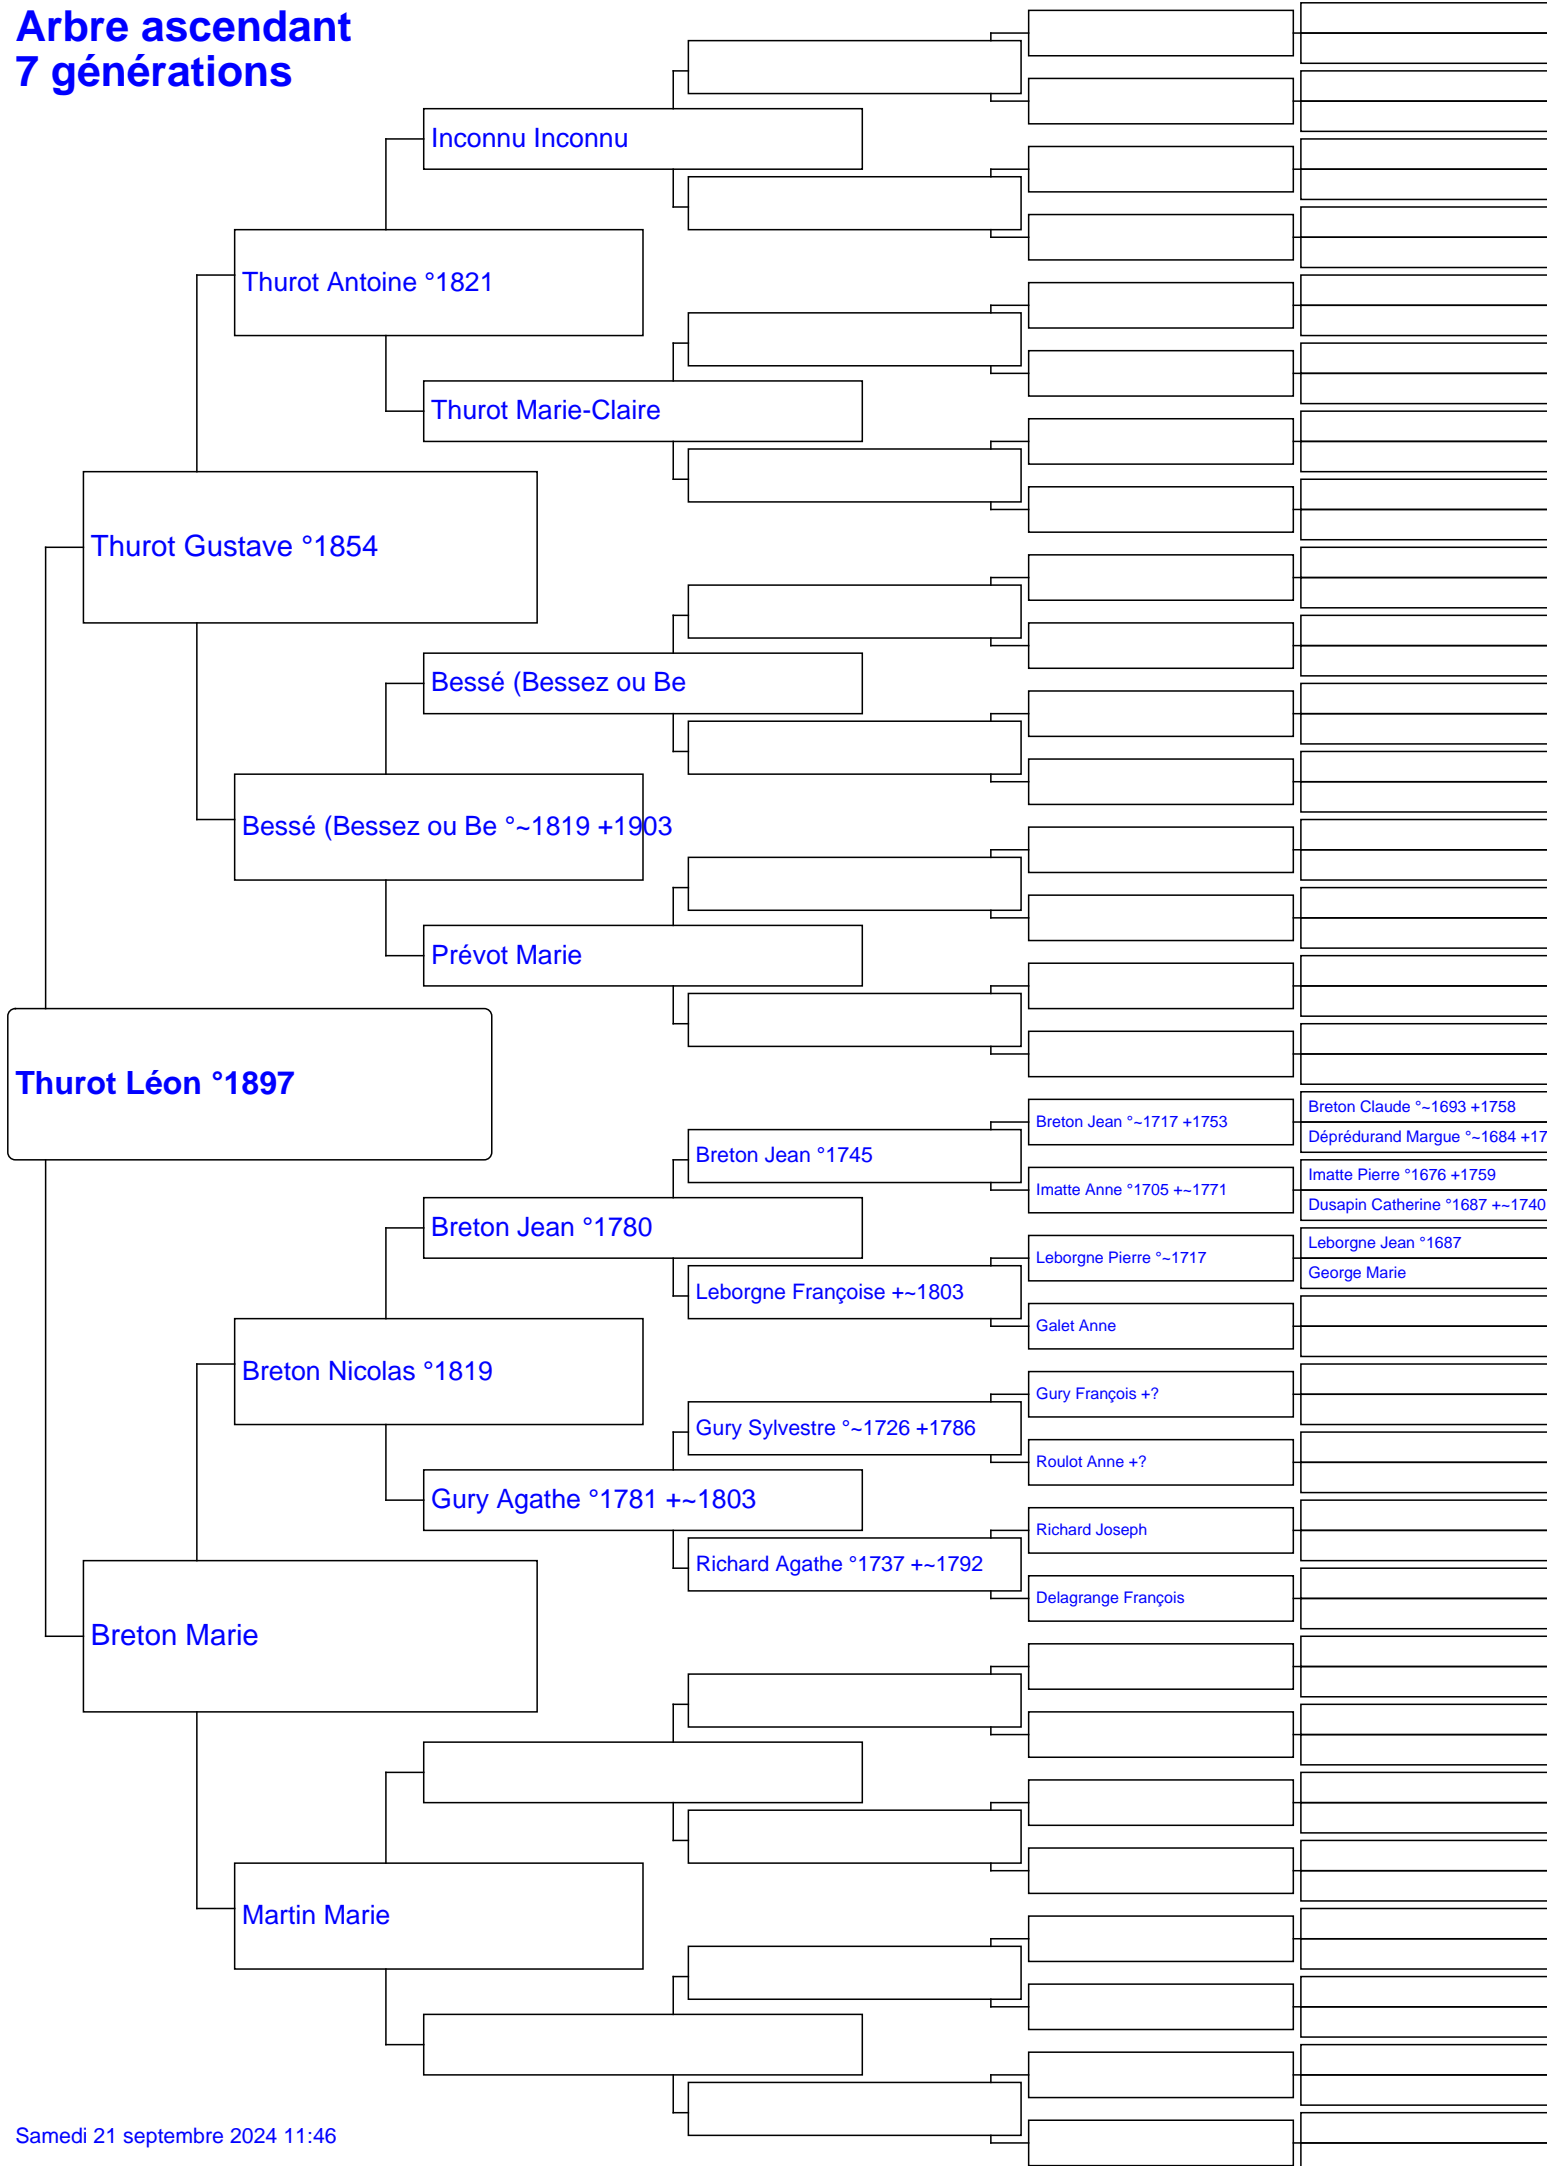 Arbre ascendant
7 générations
Inconnu Inconnu
Thurot Antoine °1821
Thurot Marie-Claire
Thurot Gustave °1854
Bessé (Bessez ou Be
Bessé (Bessez ou Be °~1819 +1903
Prévot Marie
Thurot Léon °1897
Breton Claude °~1693 +1758
Breton Jean °~1717 +1753
Déprédurand Margue °~1684 +17
Breton Jean °1745
Imatte Pierre °1676 +1759
Imatte Anne °1705 +~1771
Dusapin Catherine °1687 +~1740
Breton Jean °1780
Leborgne Jean °1687
Leborgne Pierre °~1717
George Marie
Leborgne Françoise +~1803
Galet Anne
Breton Nicolas °1819
Gury François +?
Gury Sylvestre °~1726 +1786
Roulot Anne +?
Gury Agathe °1781 +~1803
Richard Joseph
Richard Agathe °1737 +~1792
Delagrange François
Breton Marie
Martin Marie
Samedi 21 septembre 2024 11:46